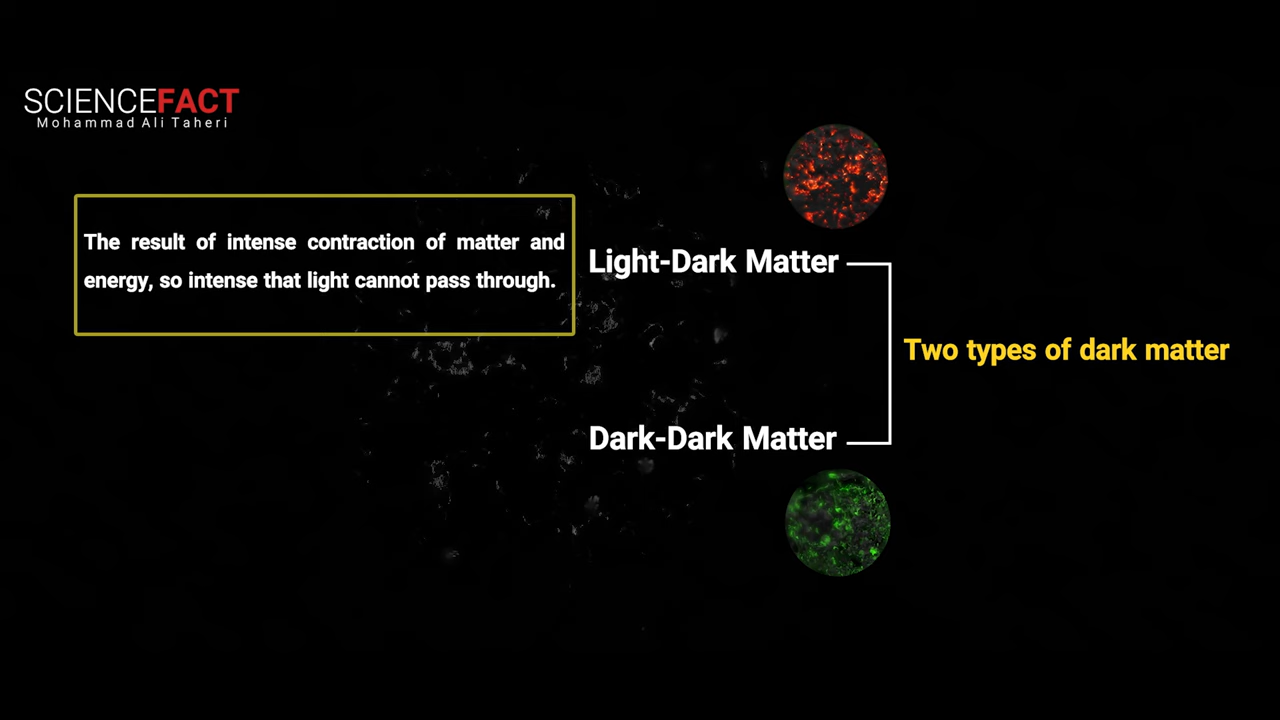 SCIENCEFACT
Mohammad Ali Taheri
The result of intense contraction of matter and
energy, so intense that light cannot pass through.
Light-Dark Matter
Two types of dark matter
Dark-Dark Matter